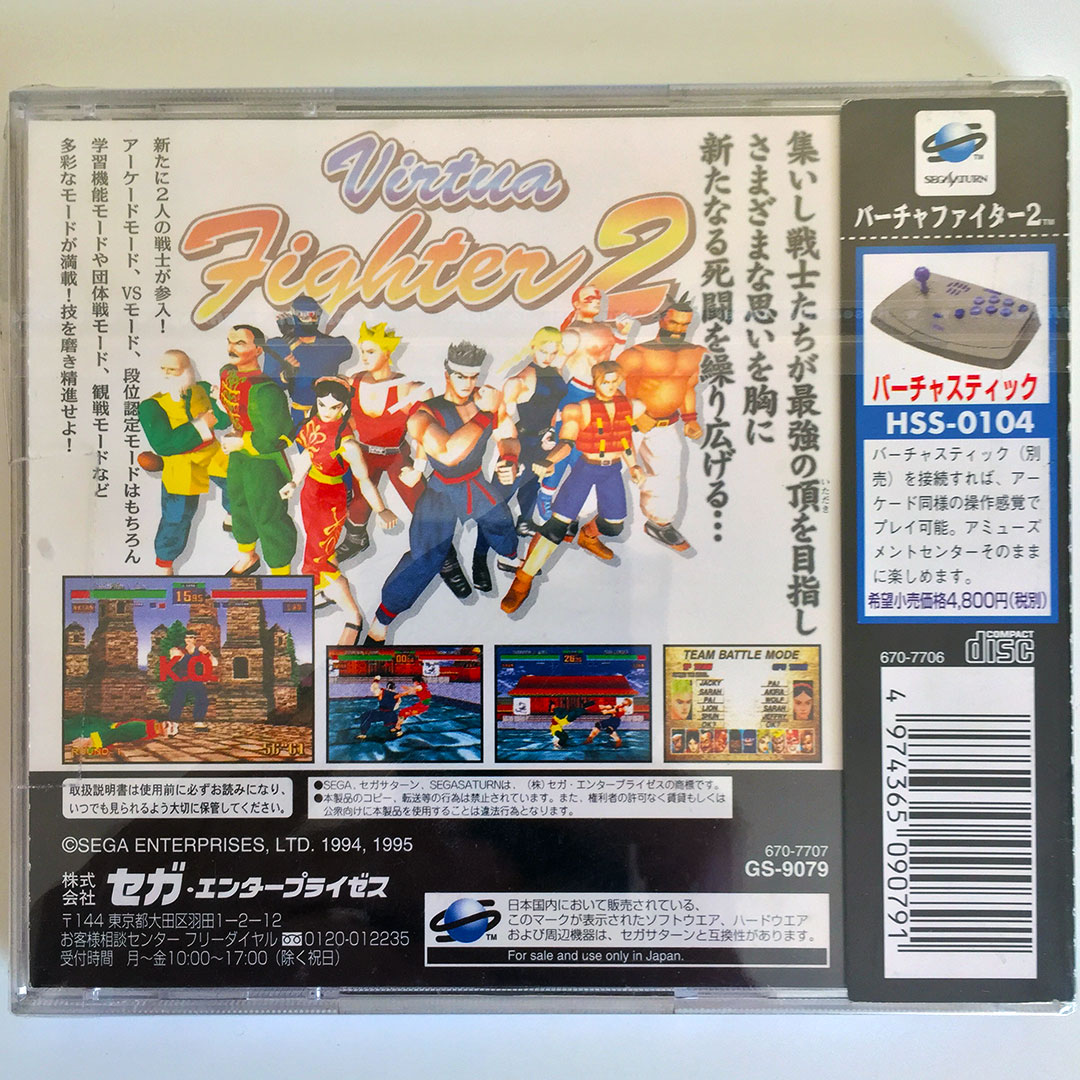 Virtua
Fighter 2
集いし戦士たちが最強の頂を目指し
いただき
さまざまな思いを胸に
新たなる死闘を繰り広げる…
新たに2人の戦士が参入!
アーケードモード、VSモード、段位認定モードはもちろん
学習機能モードや団体戦モード、観戦モードなど
多彩なモードが満載!技を磨き精進せよ!
K.O.
ROUND 1
TEAM BATTLE MODE
JACKY
SARAH
PAI
LION
SHUN
OK?
PAI
AKIRA
WOLF
SARAH
JEFFRY
OK?
取扱説明書は使用前に必ずお読みになり、
いつでも見られるよう大切に保管してください。
●SEGA、セガサターン、SEGASATURNは、(株)セガ・エンタープライゼスの商標です。
●本製品のコピー、転送等の行為は禁止されています。また、権利者の許可なく賃貸もしくは
公衆向けに本製品を使用することは違法行為となります。
©SEGA ENTERPRISES, LTD. 1994, 1995
670-7707
GS-9079
株式
会社
セガ・エンタープライゼス
〒144 東京都大田区羽田1-2-12
お客様相談センター フリーダイヤル 0120-012235
受付時間 月〜金10:00〜17:00(除く祝日)
TM
日本国内において販売されている、
このマークが表示されたソフトウエア、ハードウエア
および周辺機器は、セガサターンと互換性があります。
For sale and use only in Japan.
TM
SEGA SATURN
バーチャファイター2™
バーチャスティック
HSS-0104
バーチャスティック(別
売)を接続すれば、アー
ケード同様の操作感覚で
プレイ可能。アミューズ
メントセンターそのまま
に楽しめます。
希望小売価格4,800円(税別)
670-7706
COMPACT
disc
4 974365 090791